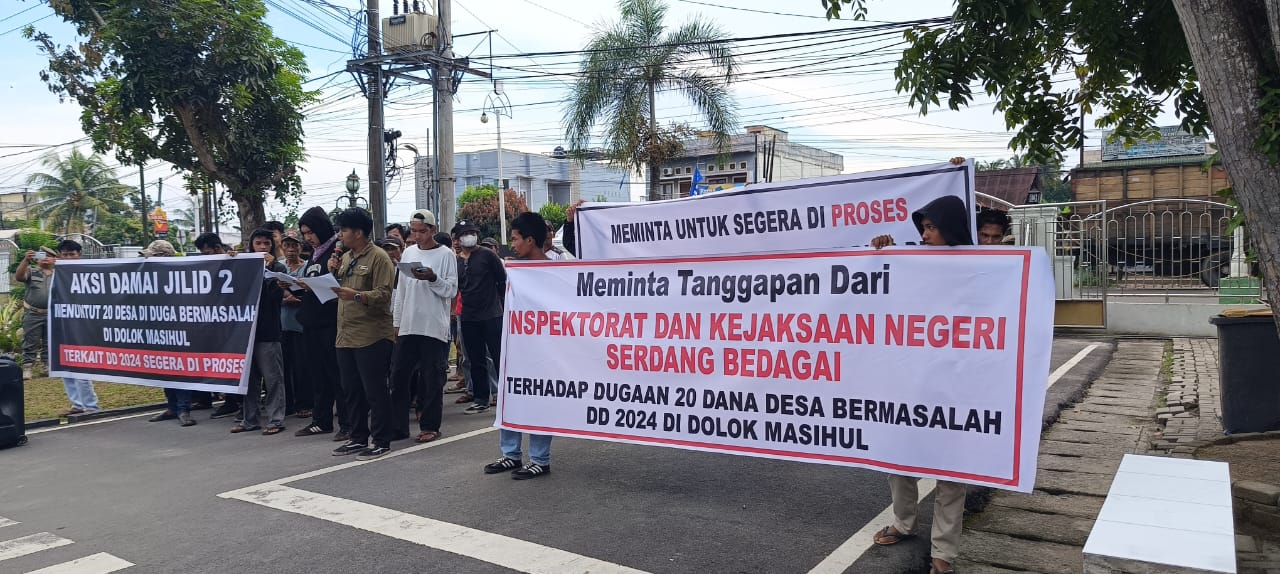 AKSI DAMAI JILID 2
MENUNTUT 20 DESA DI DUGA BERMASALAH
DI DOLOK MASIHUL
TERKAIT DD 2024 SEGERA DI PROSES
MEMINTA UNTUK SEGERA DI PROSES
Meminta Tanggapan Dari
INSPEKTORAT DAN KEJAKSAAN NEGERI
SERDANG BEDAGAI
TERHADAP DUGAAN 20 DANA DESA BERMASALAH
DD 2024 DI DOLOK MASIHUL